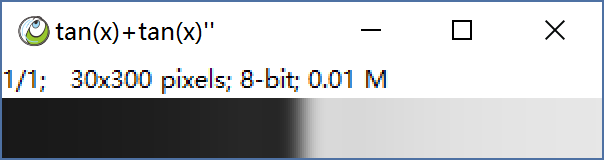 tan(x)+tan(x)''
1/1; 30x300 pixels; 8-bit; 0.01 M